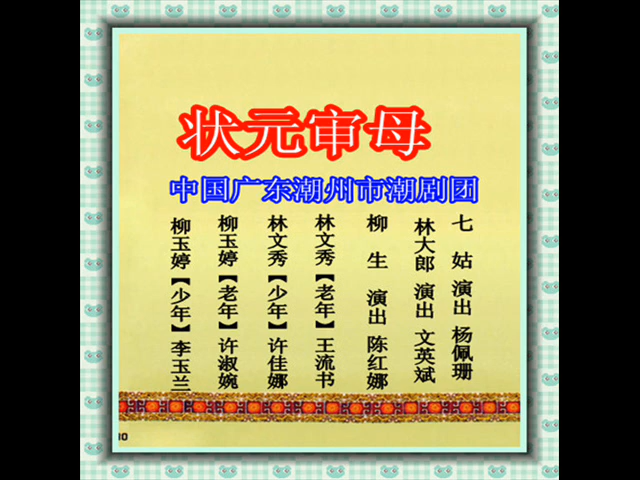 状元审母
中国广东潮州市潮剧团
七姑 演出 杨佩珊
林大郎 演出 文英斌
柳生 演出 陈红娜
林文秀【老年】王流书
林文秀【少年】许佳娜
柳玉婷【老年】许淑婉
柳玉婷【少年】李玉兰